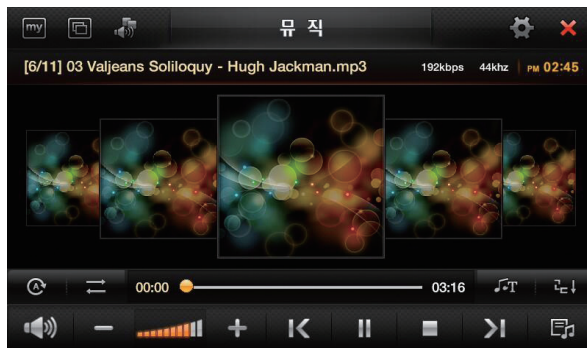 my
뮤 직
[6/11] 03 Valjeans Soliloquy - Hugh Jackman.mp3 192kbps 44khz PM 02:45
A 00:00 03:16 T ㄹㄷ